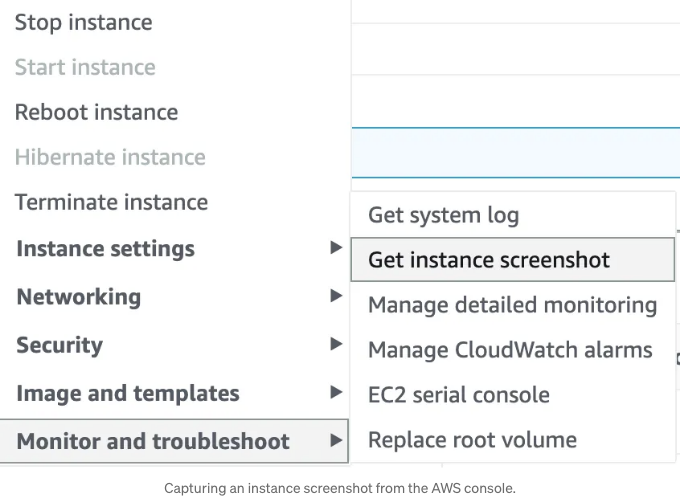 Stop instance
Start instance
Reboot instance
Hibernate instance
Terminate instance
Instance settings
Networking
Security
Image and templates
Monitor and troubleshoot
Get system log
Get instance screenshot
Manage detailed monitoring
Manage CloudWatch alarms
EC2 serial console
Replace root volume
Capturing an instance screenshot from the AWS console.